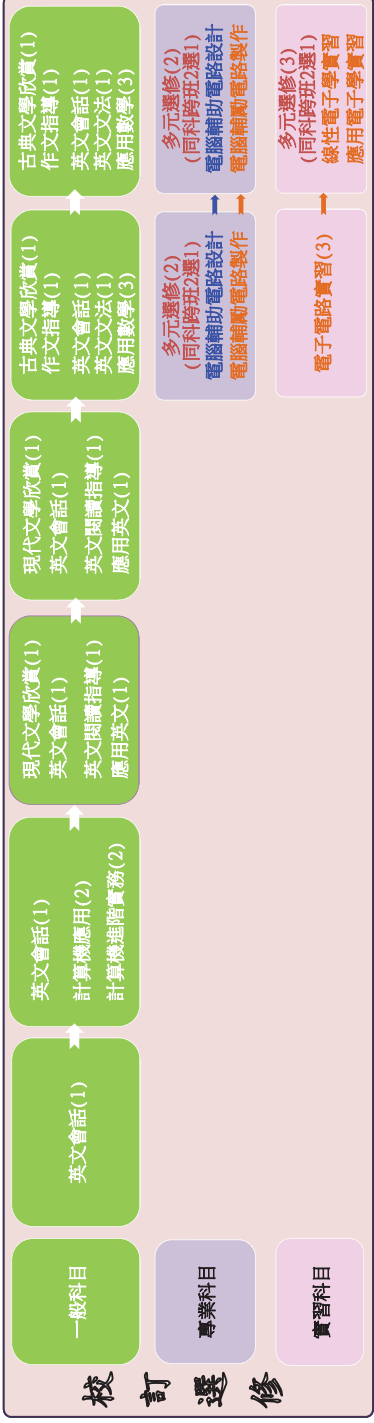 校訂選修
一般科目
英文會話(1)
英文會話(1)
計算機應用(2)
計算機進階實務(2)
現代文學欣賞(1)
英文會話(1)
英文閱讀指導(1)
應用英文(1)
現代文學欣賞(1)
英文會話(1)
英文閱讀指導(1)
應用英文(1)
古典文學欣賞(1)
作文指導(1)
英文會話(1)
英文文法(1)
應用數學(3)
古典文學欣賞(1)
作文指導(1)
英文會話(1)
英文文法(1)
應用數學(3)
專業科目
多元選修(2)
(同科跨班2選1)
電腦輔助電路設計
電腦輔勵電路製作
多元選修(2)
(同科跨班2選1)
電腦輔助電路設計
電腦輔勵電路製作
實習科目
電子電路實習(3)
多元選修(3)
(同科跨班2選1)
線性電子學實習
應用電子學實習